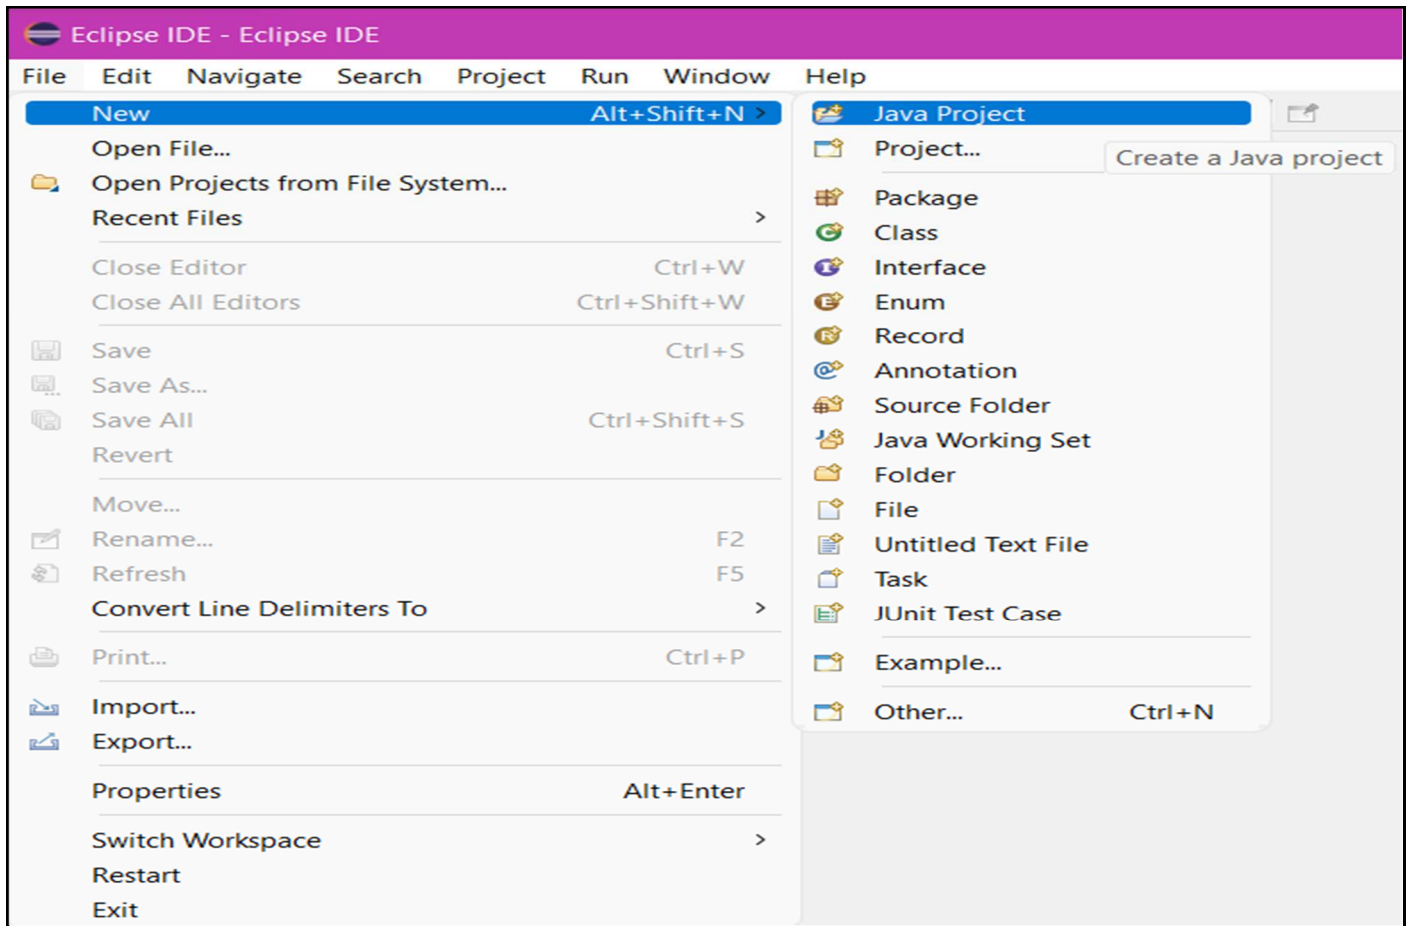 Eclipse IDE - Eclipse IDE
File Edit Navigate Search Project Run Window Help
New Alt+Shift+N >
Open File...
Open Projects from File System...
Recent Files >
Close Editor Ctrl+W
Close All Editors Ctrl+Shift+W
Save Ctrl+S
Save As...
Save All Ctrl+Shift+S
Revert
Move...
Rename... F2
Refresh F5
Convert Line Delimiters To >
Print... Ctrl+P
Import...
Export...
Properties Alt+Enter
Switch Workspace >
Restart
Exit
Java Project
Project...
Create a Java project
Package
Class
Interface
Enum
Record
Annotation
Source Folder
Java Working Set
Folder
File
Untitled Text File
Task
JUnit Test Case
Example...
Other... Ctrl+N